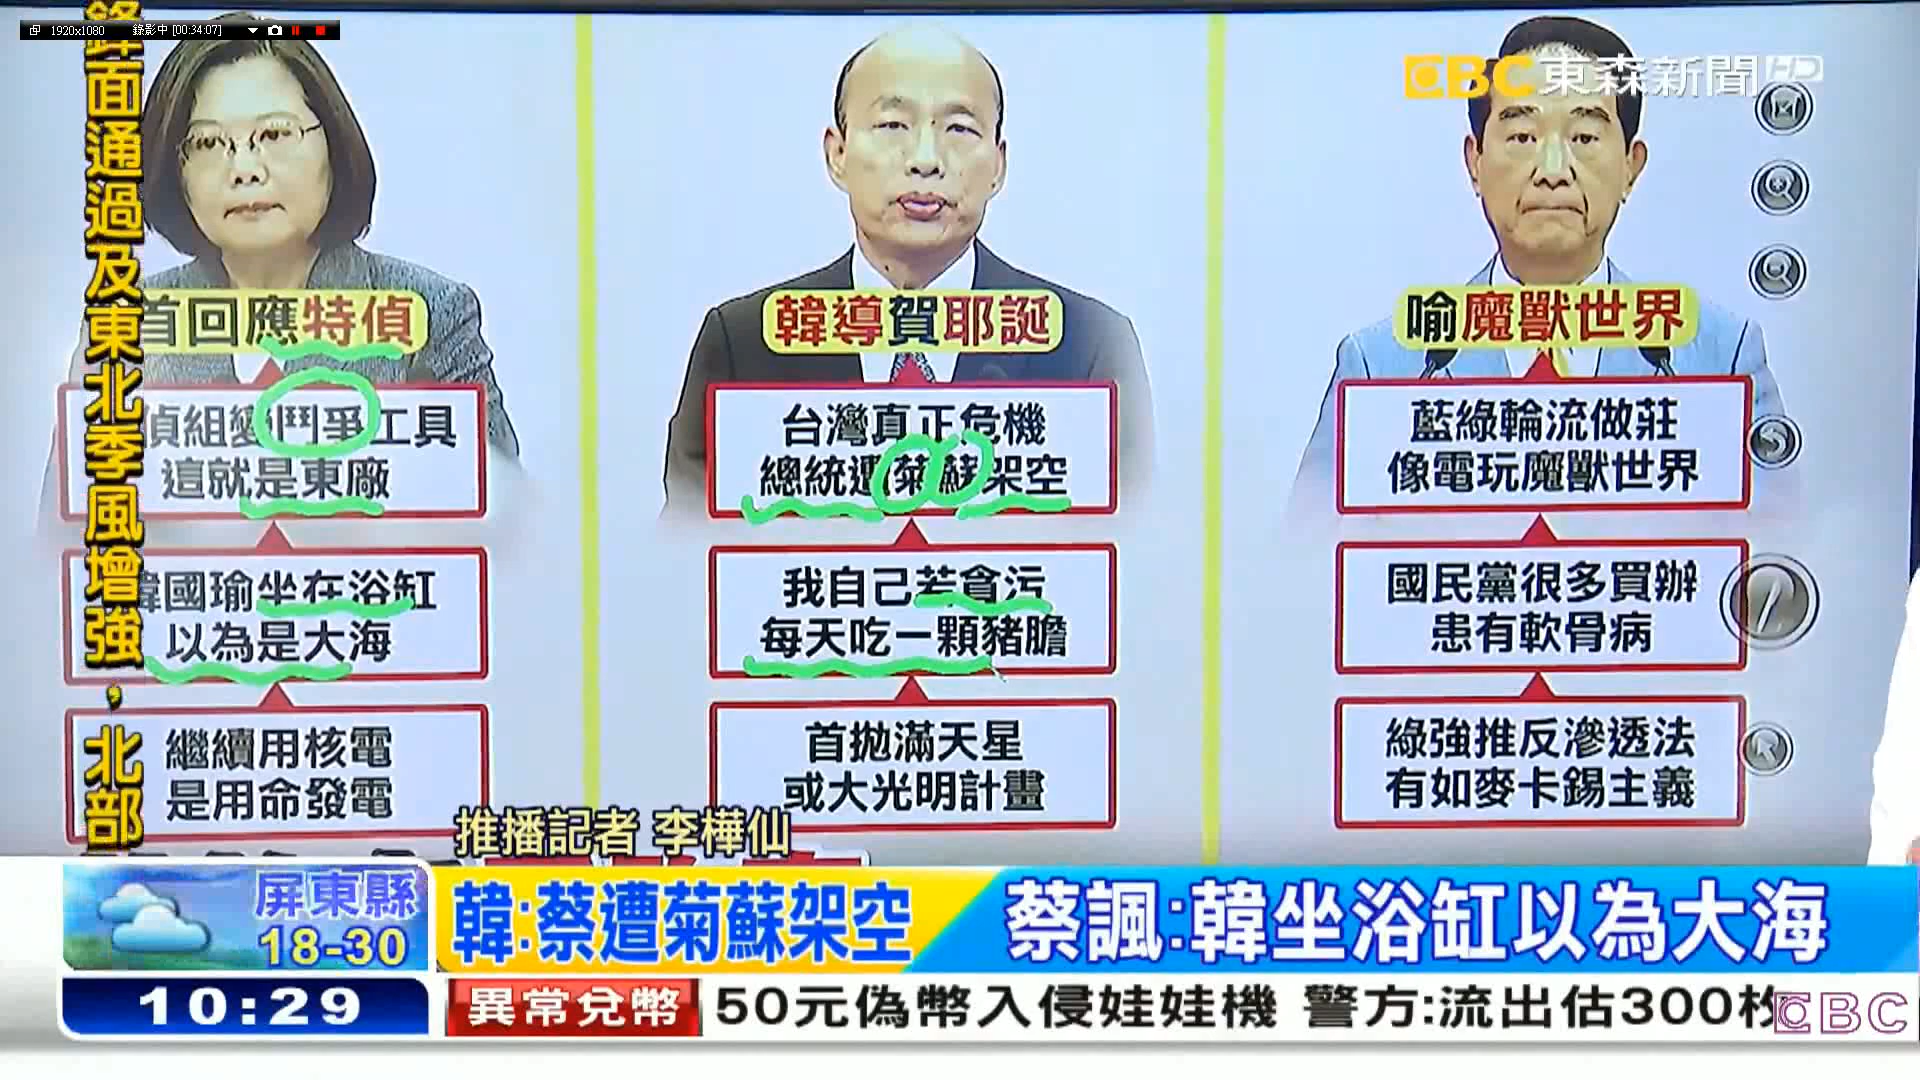 1920x1080 錄影中 [00:34:07]
EBC東森新聞HD
鋒面通過及東北季風增強，北部
首回應特偵
偵組變鬥爭工具
這就是東廠
韓國瑜坐在浴缸
以為是大海
繼續用核電
是用命發電
韓導賀耶誕
台灣真正危機
總統遭菊蘇架空
我自己若貪污
每天吃一顆豬膽
首拋滿天星
或大光明計畫
喻魔獸世界
藍綠輪流做莊
像電玩魔獸世界
國民黨很多買辦
患有軟骨病
綠強推反滲透法
有如麥卡錫主義
推播記者 李樺仙
屏東縣
18-30
韓:蔡遭菊蘇架空
蔡諷:韓坐浴缸以為大海
10:29
異常兌幣
50元偽幣入侵娃娃機 警方:流出估300枚
EBC